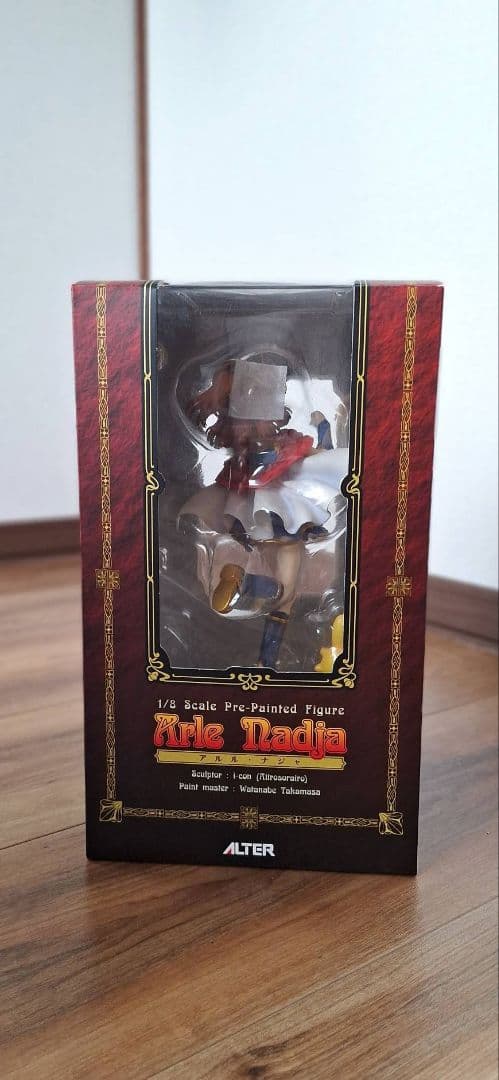 1/8 Scale Pre-Painted Figure
Arle Nadja
アルル・ナジャ
Sculptor : i-con (Nitrosuraito)
Paint master : Watanabe Takamasa
ALTER